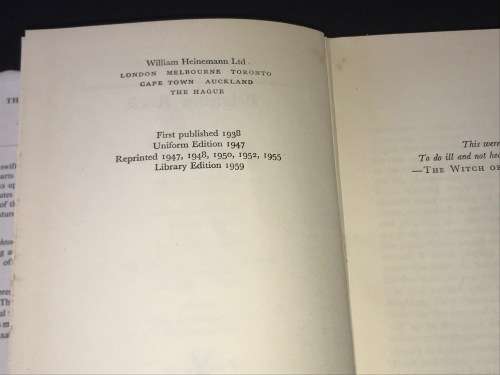 William Heinemann Ltd
LONDON MELBOURNE TORONTO
CAPE TOWN AUCKLAND
THE HAGUE
First published 1938
Uniform Edition 1947
Reprinted 1947, 1948, 1950, 1952, 1955
Library Edition 1959
This were
To do ill and not
—THE WITCH OF
TH